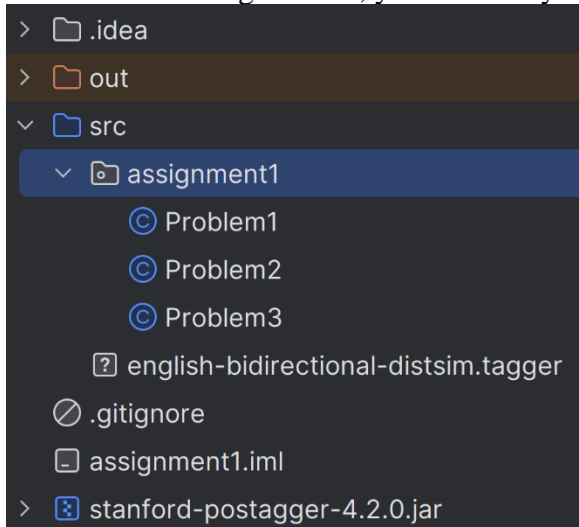 .idea
out
src
assignment1
Problem1
Problem2
Problem3
english-bidirectional-distsim.tagger
.gitignore
assignment1.iml
stanford-postagger-4.2.0.jar